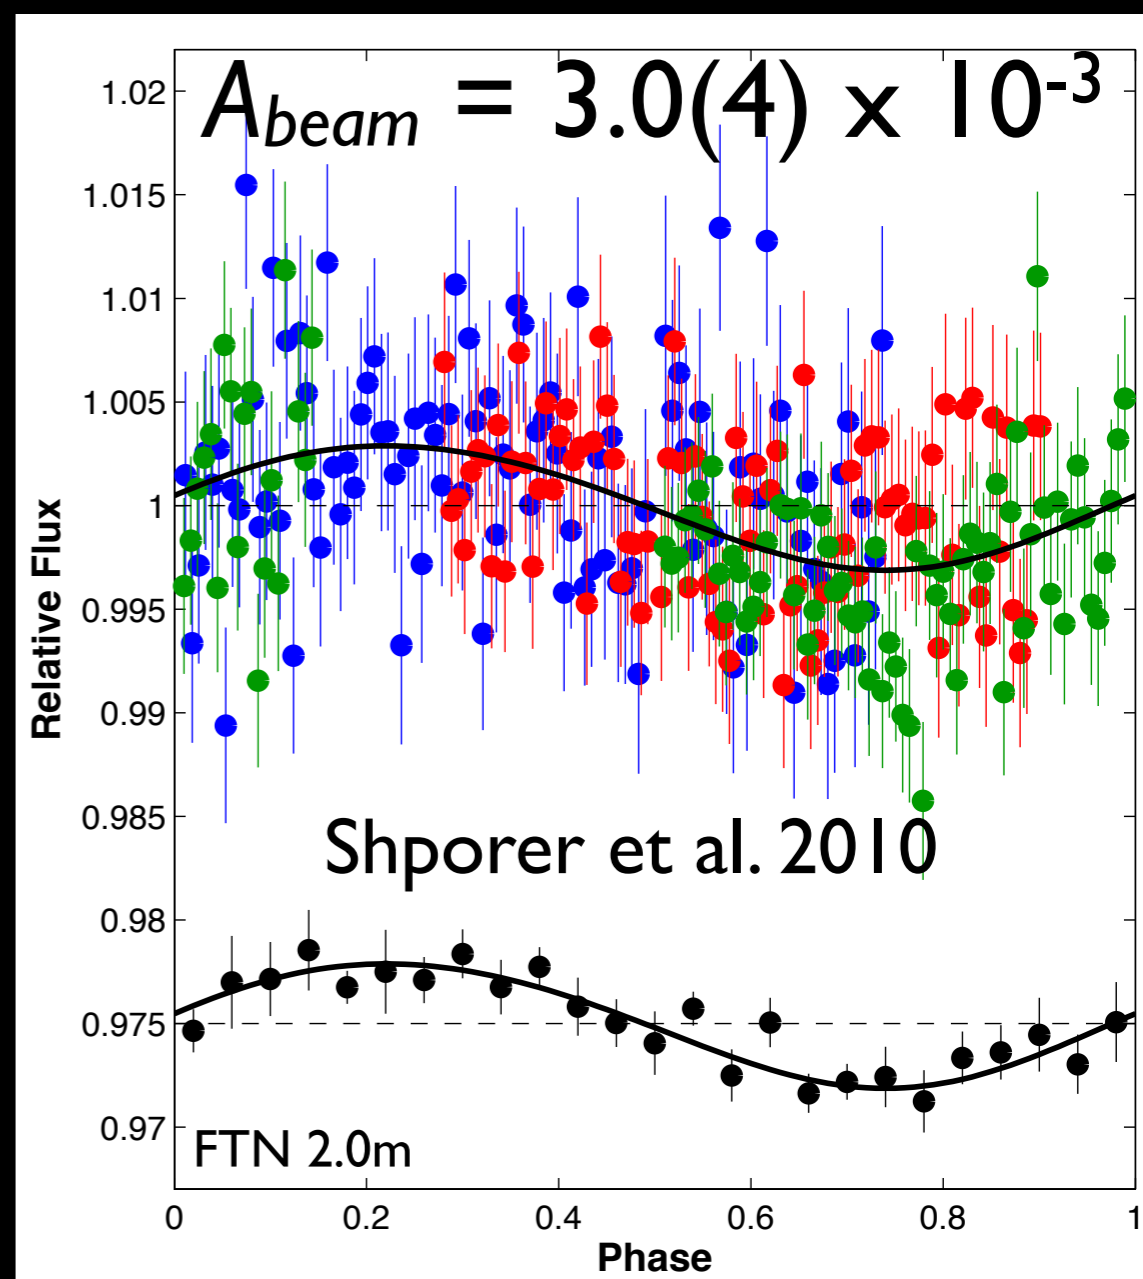 A_beam = 3.0(4) x 10^-3
1.02
1.015
1.01
1.005
1
0.995
0.99
0.985
0.98
0.975
0.97
Relative Flux
Shporer et al. 2010
FTN 2.0m
0 0.2 0.4 0.6 0.8 1
Phase